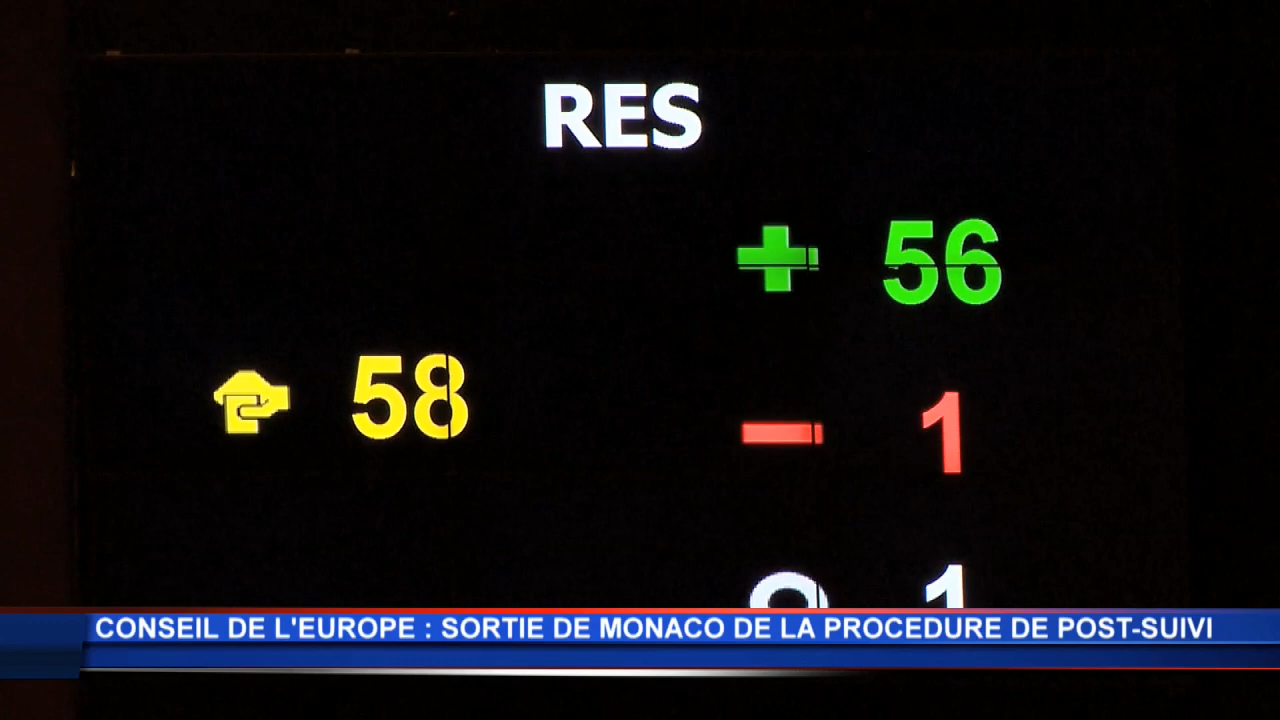 RES
+ 56
58
- 1
1
CONSEIL DE L'EUROPE : SORTIE DE MONACO DE LA PROCEDURE DE POST-SUIVI